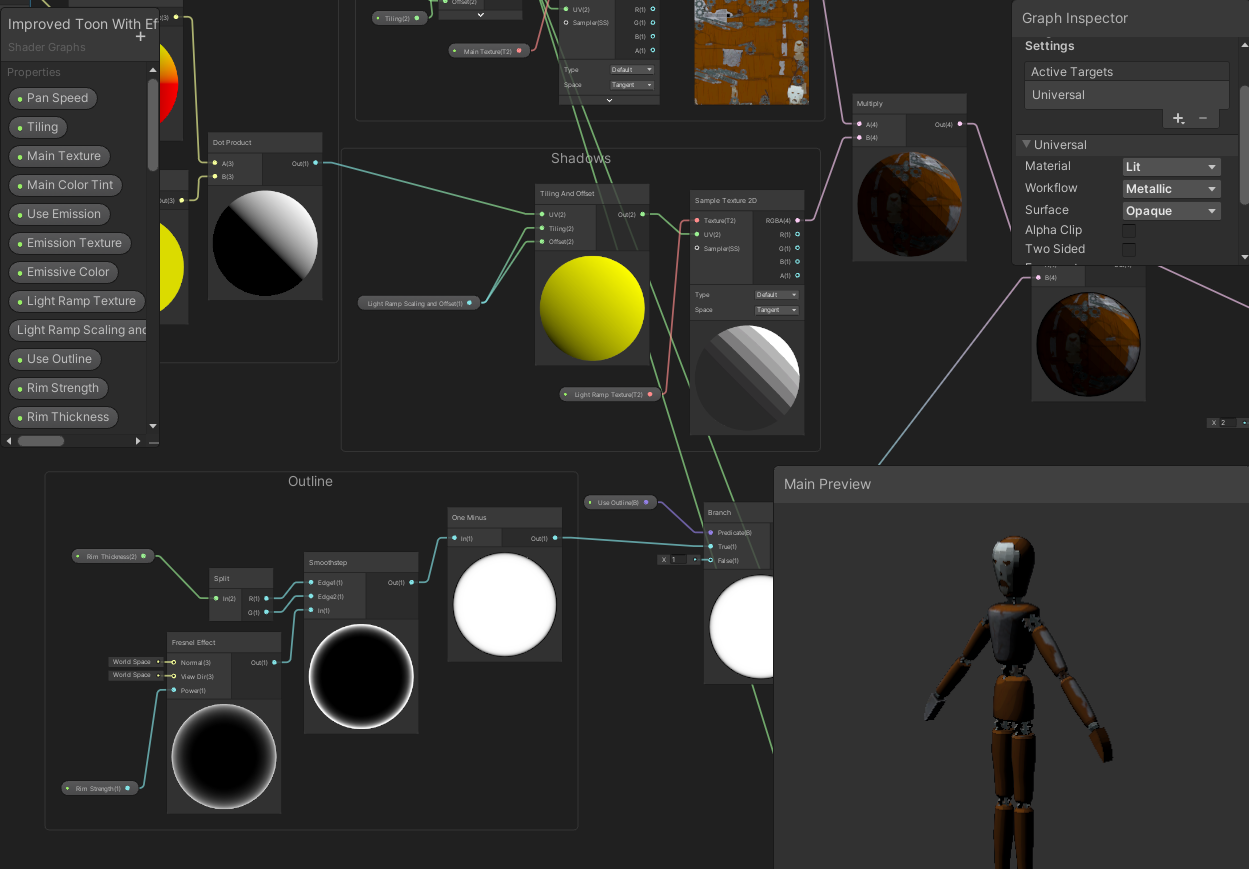 Improved Toon With Ef
Shader Graphs
Properties
Pan Speed
Tiling
Main Texture
Main Color Tint
Use Emission
Emission Texture
Emissive Color
Light Ramp Texture
Light Ramp Scaling and
Use Outline
Rim Strength
Rim Thickness
(3)
Out(3)
Dot Product
A(3)
B(3)
Out(1)
Tiling(2)
Offset(2)
Main Texture(T2)
UV(2)
Sampler(SS)
R(1)
G(1)
B(1)
A(1)
Type
Default
Space
Tangent
Shadows
Tiling And Offset
UV(2)
Tiling(2)
Offset(2)
Out(2)
Light Ramp Scaling and Offset(1)
Light Ramp Texture(T2)
Sample Texture 2D
Texture(T2)
UV(2)
Sampler(SS)
RGBA(4)
R(1)
G(1)
B(1)
A(1)
Type
Default
Space
Tangent
Multiply
A(4)
B(4)
Out(4)
Graph Inspector
Settings
Active Targets
Universal
+
−
Universal
Material
Lit
Workflow
Metallic
Surface
Opaque
Alpha Clip
Two Sided
B(4)
X 2
Outline
Rim Thickness(2)
Split
In(2)
R(1)
G(1)
Fresnel Effect
World Space
Normal(3)
World Space
View Dir(3)
Power(1)
Out(1)
Rim Strength(1)
Smoothstep
Edge1(1)
Edge2(1)
In(1)
Out(1)
One Minus
In(1)
Out(1)
Use Outline(B)
Branch
Predicate(B)
True(1)
X 1
False(1)
Main Preview